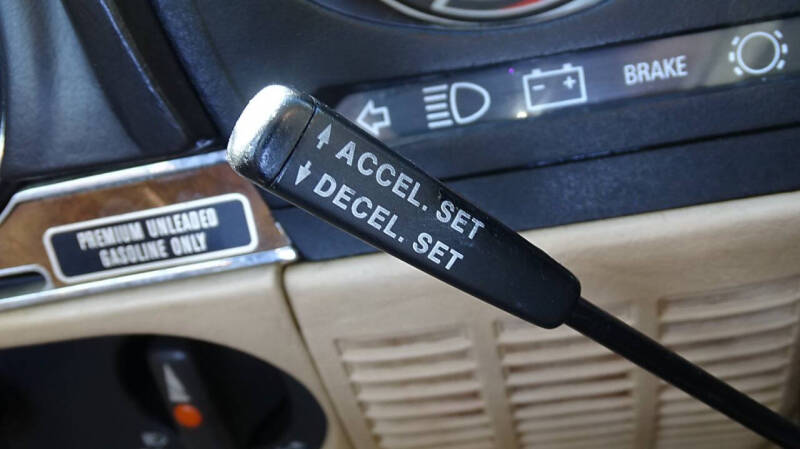 BRAKE
ACCEL. SET
DECEL. SET
PREMIUM UNLEADED
GASOLINE ONLY